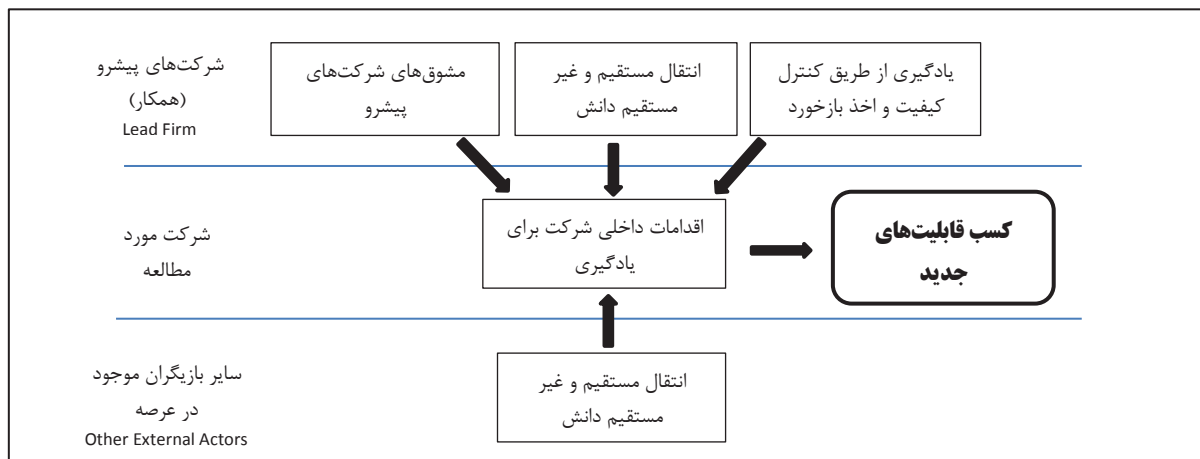 شرکت‌های پیشرو
(همکار)
Lead Firm
یادگیری از طریق کنترل
کیفیت و اخذ بازخورد
انتقال مستقیم و غیر
مستقیم دانش
مشوق‌های شرکت‌های
پیشرو
شرکت مورد
مطالعه
اقدامات داخلی شرکت برای
یادگیری
کسب قابلیت‌های
جدید
سایر بازیگران موجود
در عرصه
Other External Actors
انتقال مستقیم و غیر
مستقیم دانش